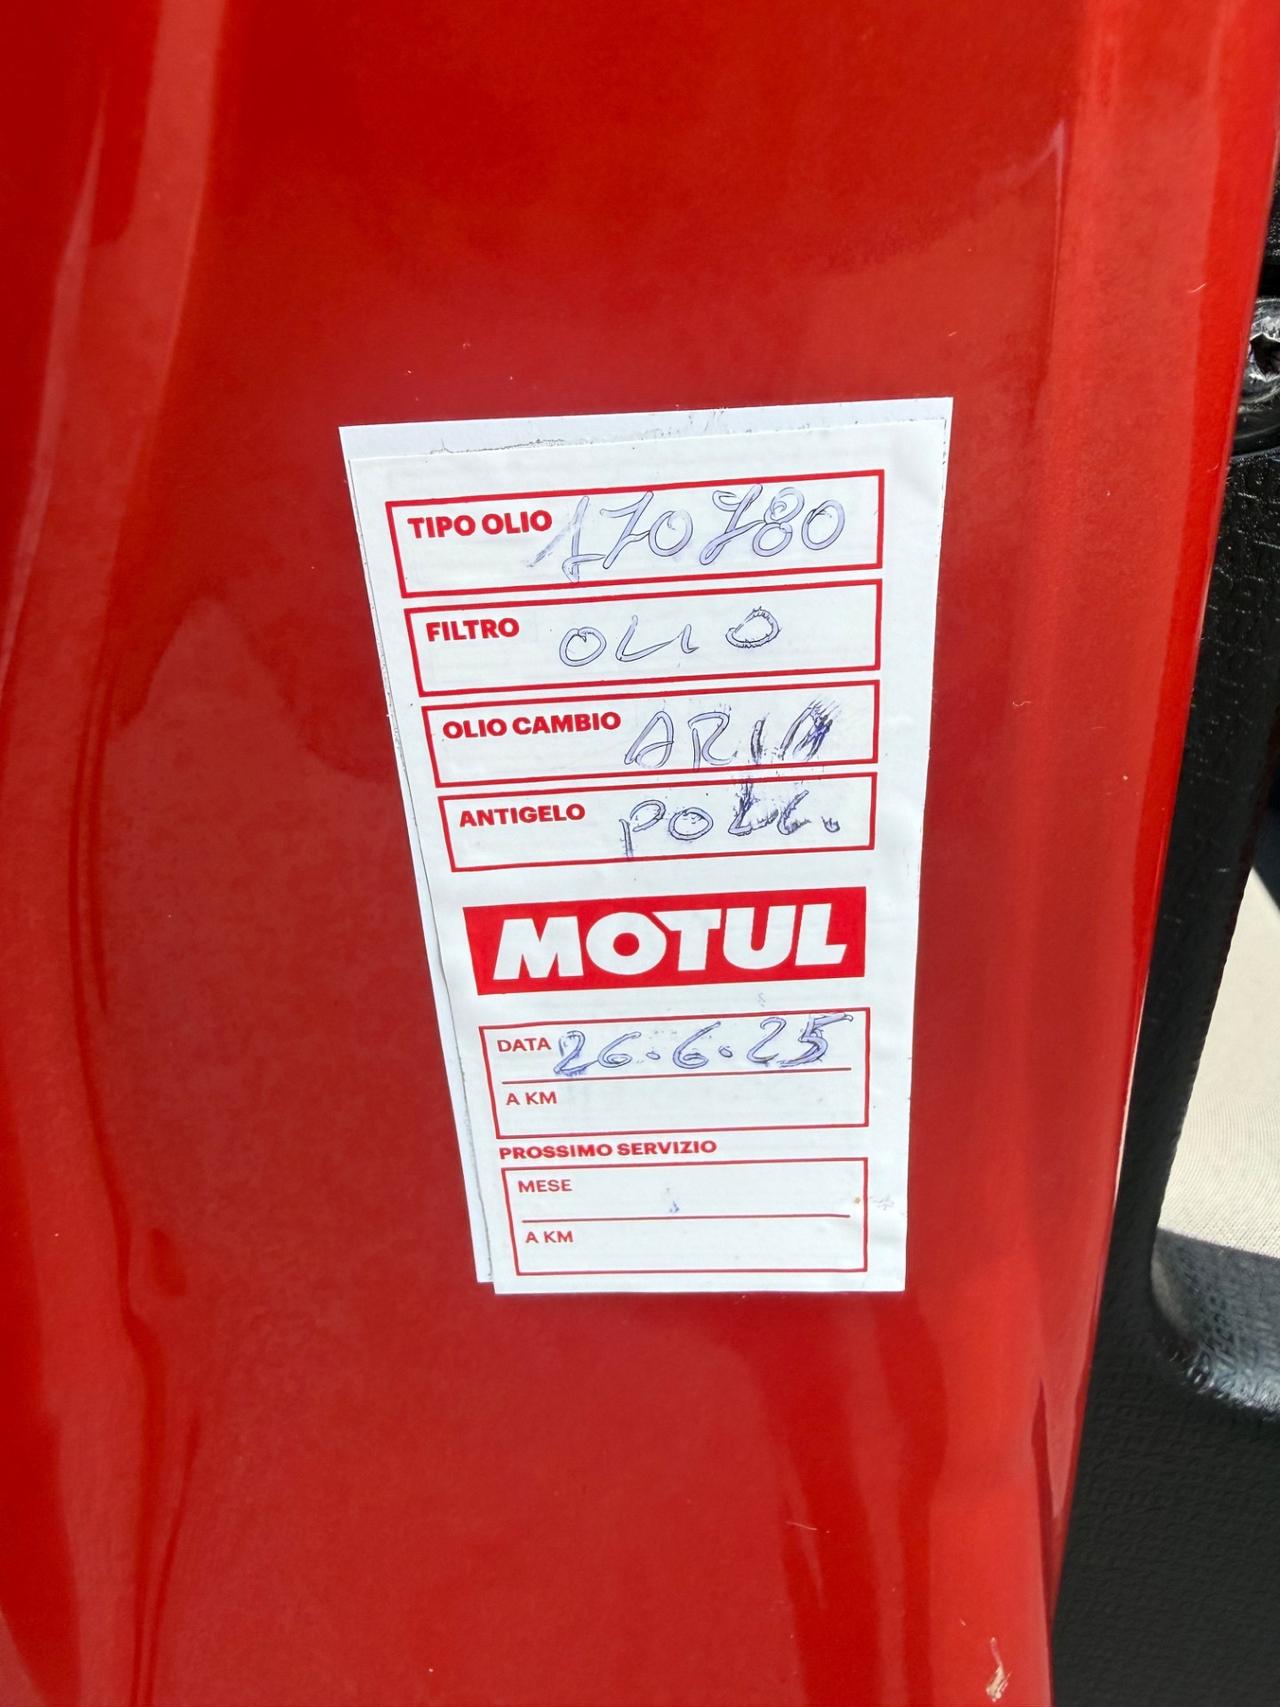 TIPO OLIO 170780
FILTRO OLIO
OLIO CAMBIO ARIA
ANTIGELO POLL.
MOTUL
DATA 26.6.25
A KM
PROSSIMO SERVIZIO
MESE
A KM